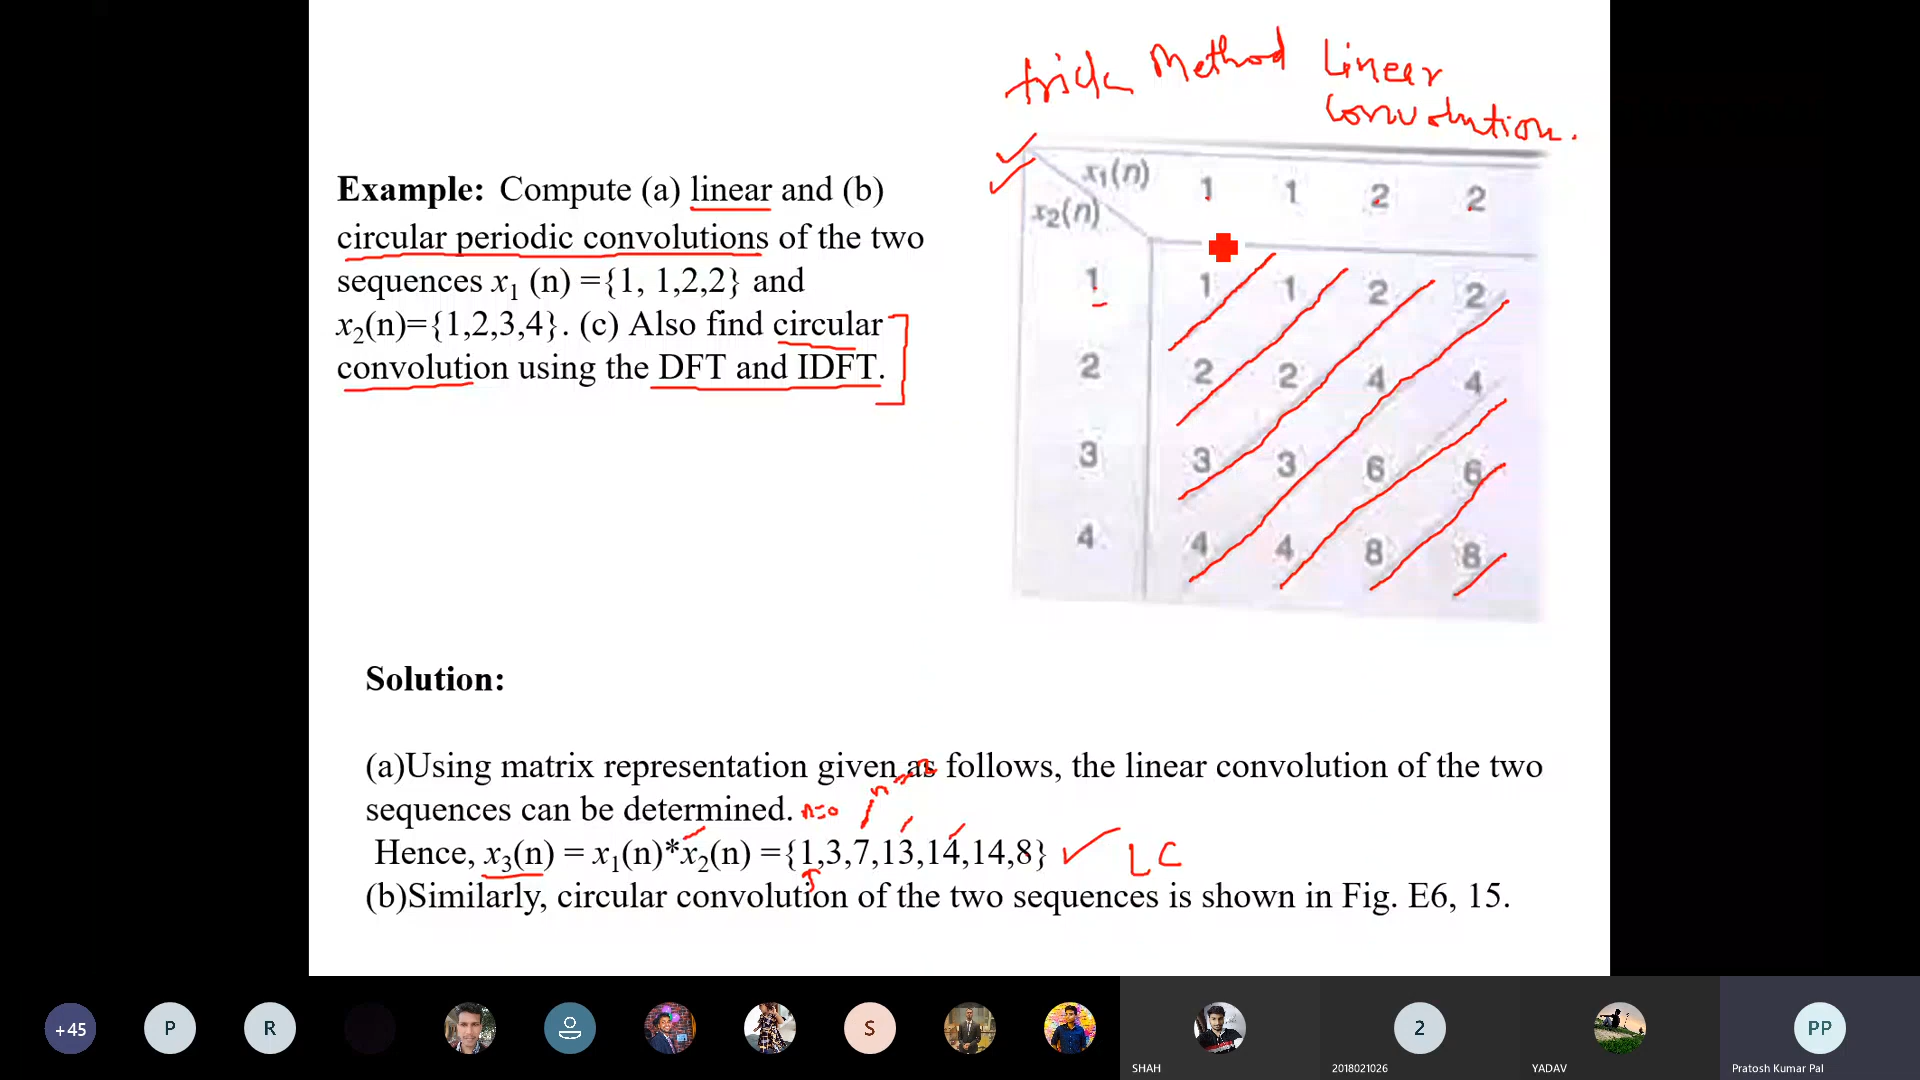 trick Method Linear
convolution.
Example: Compute (a) linear and (b)
circular periodic convolutions of the two
sequences x1 (n) ={1, 1,2,2} and
x2(n)={1,2,3,4}. (c) Also find circular
convolution using the DFT and IDFT.
x1(n) 1 1 2 2
x2(n)
1 1 1 2 2
2 2 2 4 4
3 3 3 6 6
4 4 4 8 8
Solution:
(a)Using matrix representation given as follows, the linear convolution of the two
sequences can be determined. n=0
Hence, x3(n) = x1(n)*x2(n) ={1,3,7,13,14,14,8} LC
(b)Similarly, circular convolution of the two sequences is shown in Fig. E6, 15.
+45 P R S 2 PP
SHAH 2018021026 YADAV Pratosh Kumar Pal